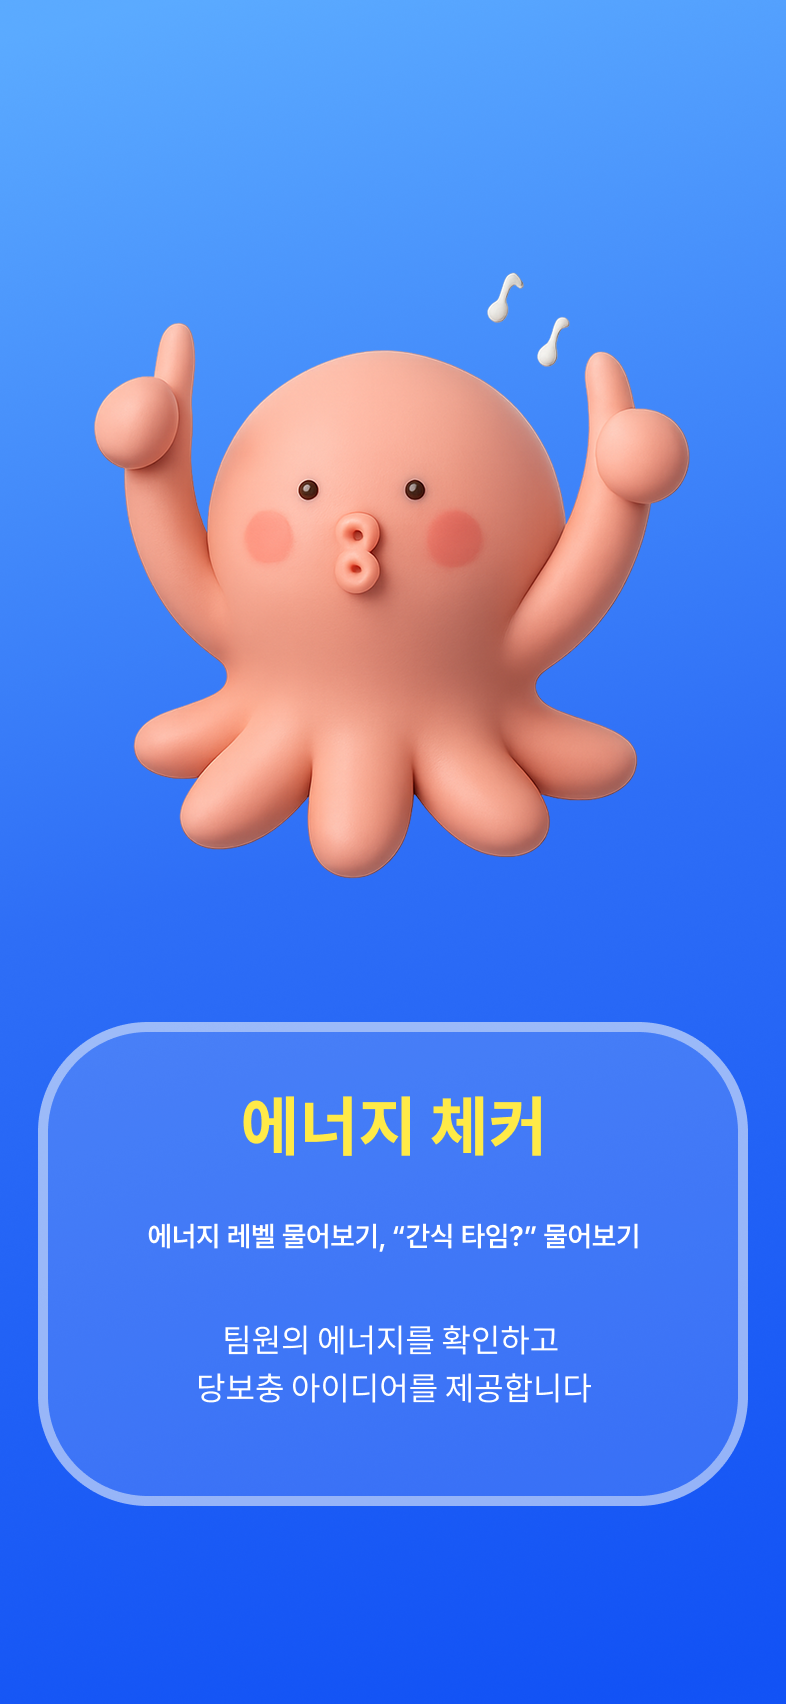 에너지 체커
에너지 레벨 물어보기, “간식 타임?” 물어보기
팀원의 에너지를 확인하고
당보충 아이디어를 제공합니다